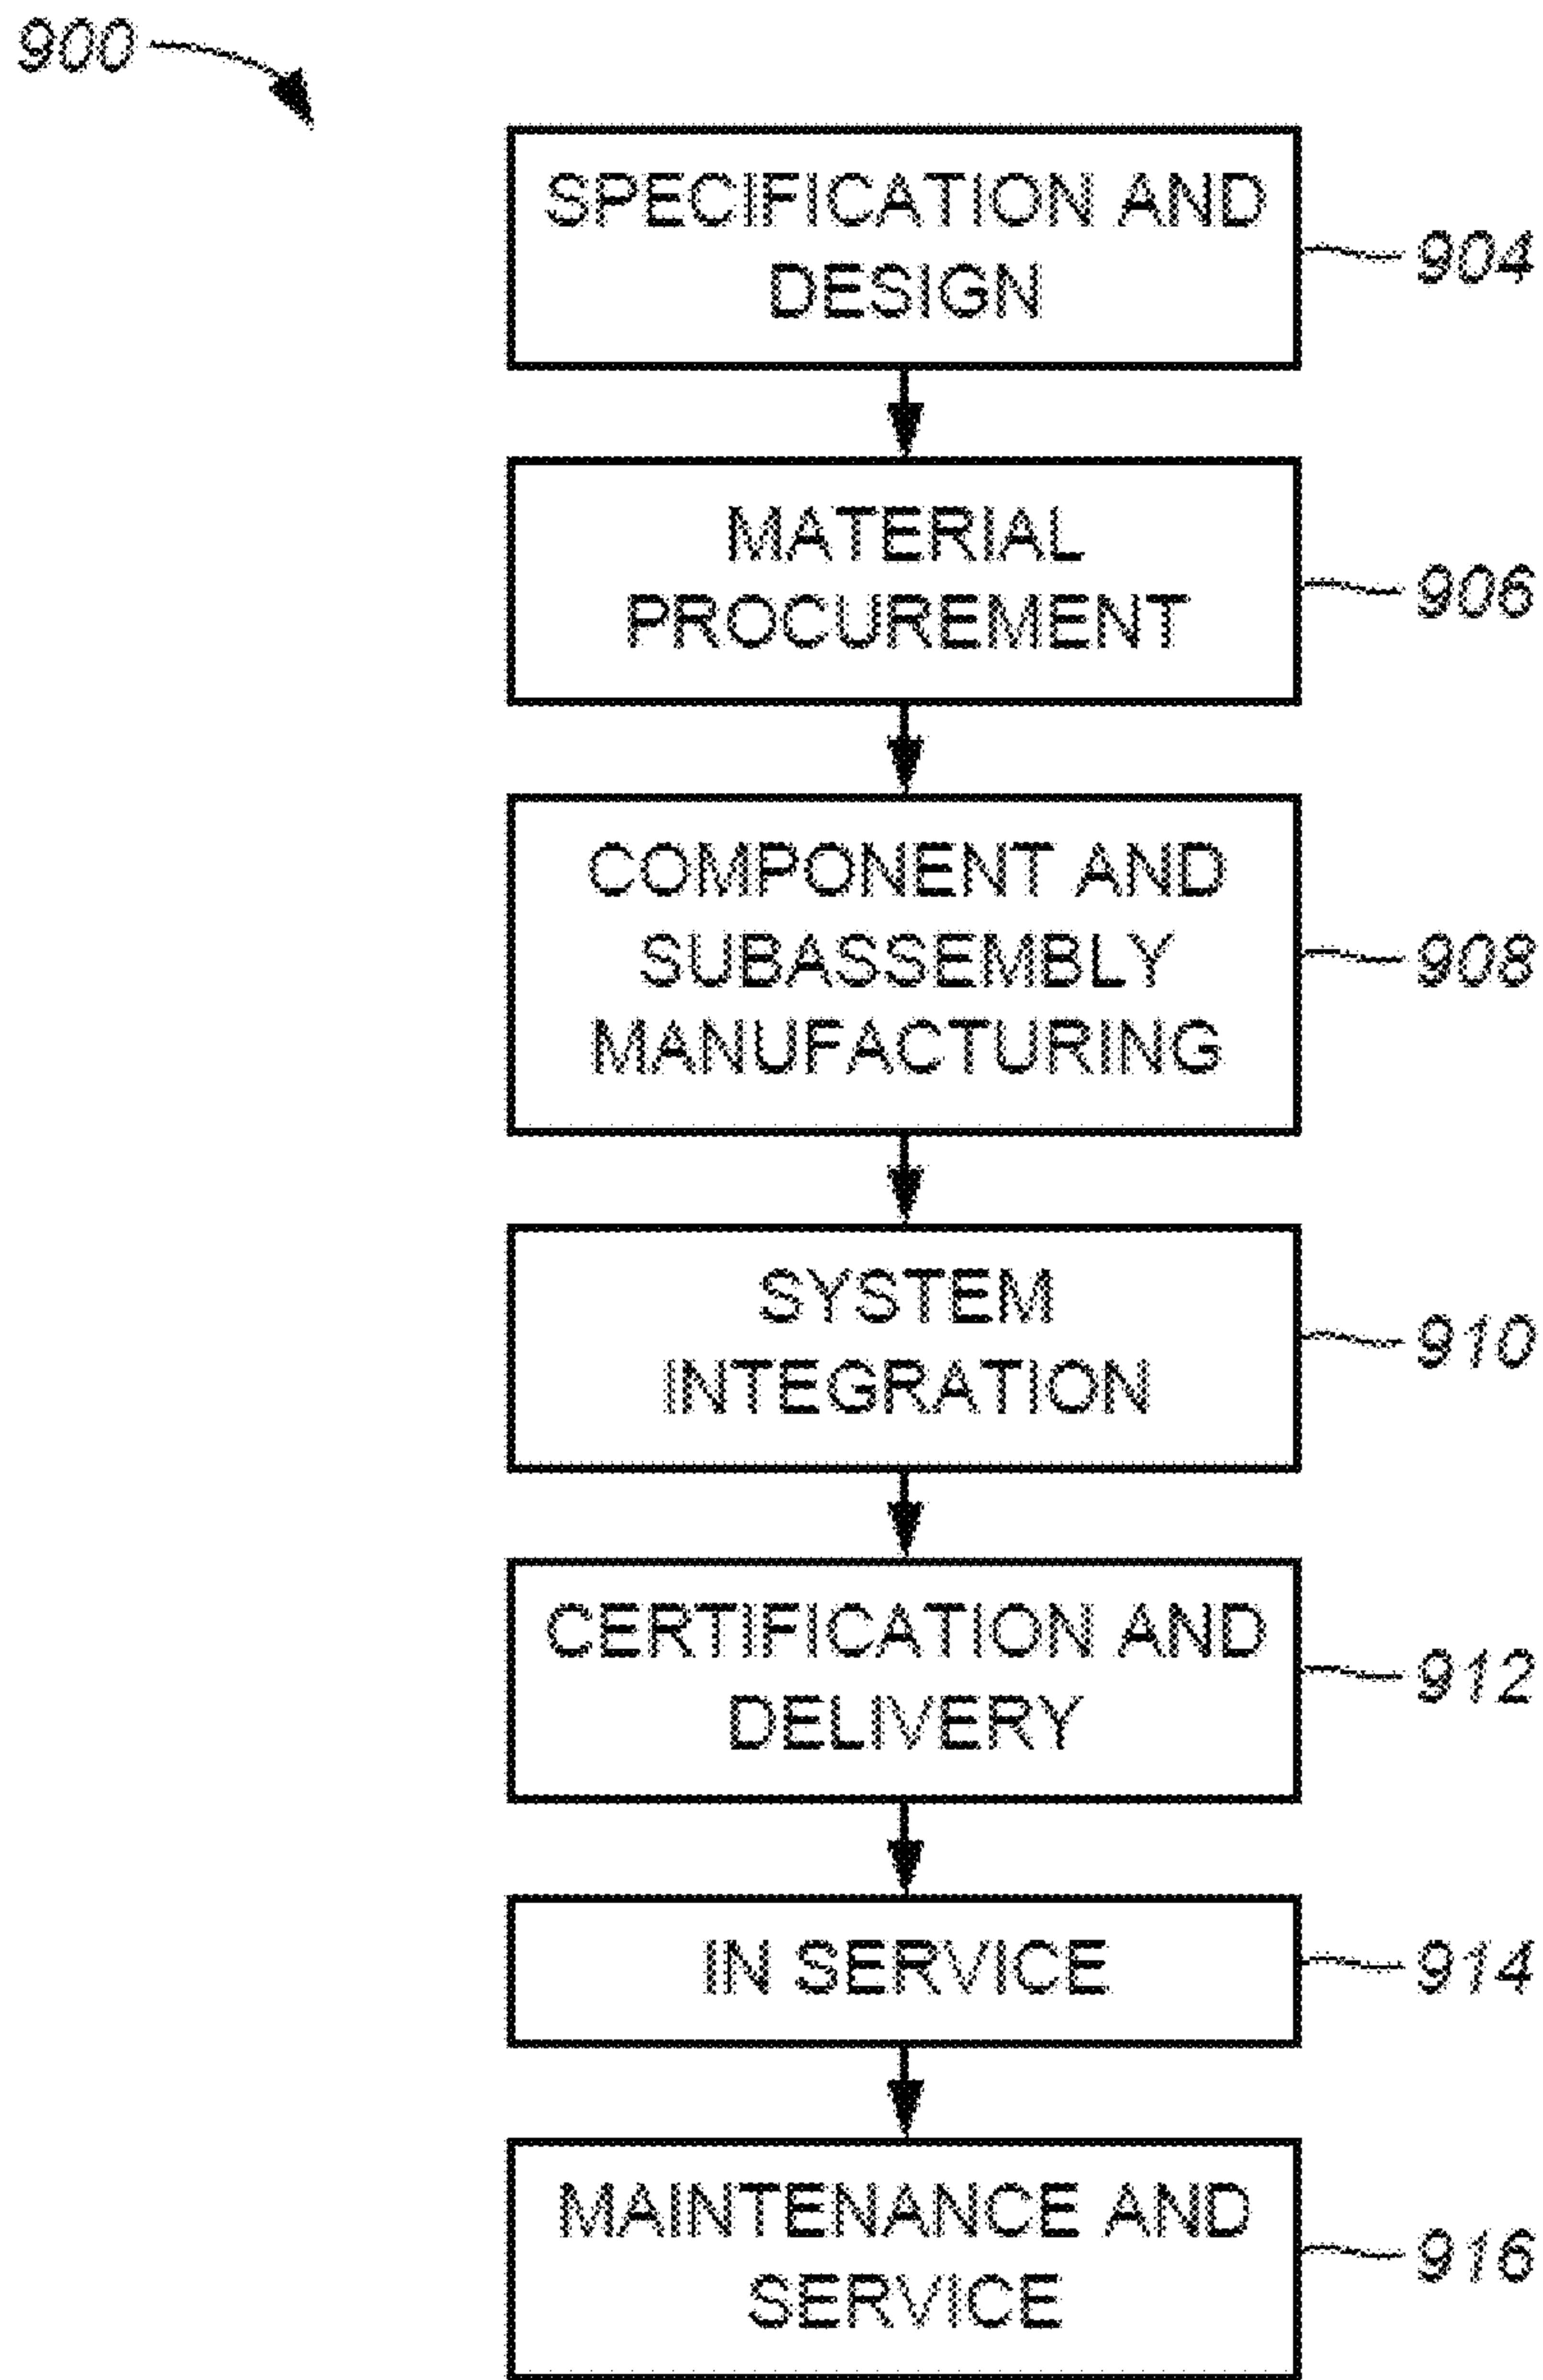 900
SPECIFICATION AND
DESIGN
904
MATERIAL
PROCUREMENT
906
COMPONENT AND
SUBASSEMBLY
MANUFACTURING
908
SYSTEM
INTEGRATION
910
CERTIFICATION AND
DELIVERY
912
IN SERVICE
914
MAINTENANCE AND
SERVICE
916